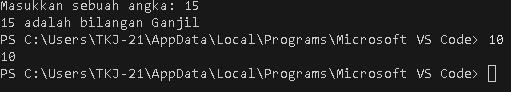 Masukkan sebuah angka: 15
15 adalah bilangan Ganjil
PS C:\Users\TKJ-21\AppData\Local\Programs\Microsoft VS Code> 10
10
PS C:\Users\TKJ-21\AppData\Local\Programs\Microsoft VS Code>